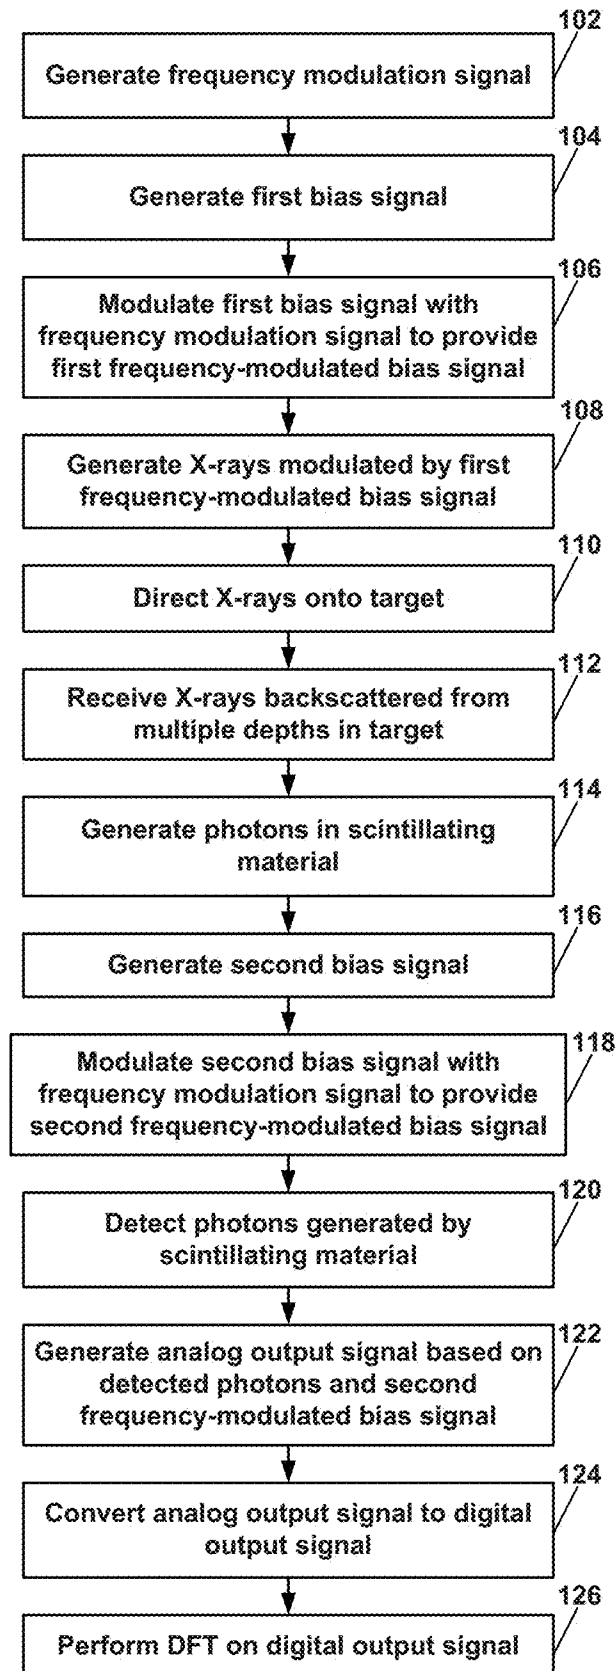 102
Generate frequency modulation signal
104
Generate first bias signal
106
Modulate first bias signal with
frequency modulation signal to provide
first frequency-modulated bias signal
108
Generate X-rays modulated by first
frequency-modulated bias signal
110
Direct X-rays onto target
112
Receive X-rays backscattered from
multiple depths in target
114
Generate photons in scintillating
material
116
Generate second bias signal
118
Modulate second bias signal with
frequency modulation signal to provide
second frequency-modulated bias signal
120
Detect photons generated by
scintillating material
122
Generate analog output signal based on
detected photons and second
frequency-modulated bias signal
124
Convert analog output signal to digital
output signal
126
Perform DFT on digital output signal